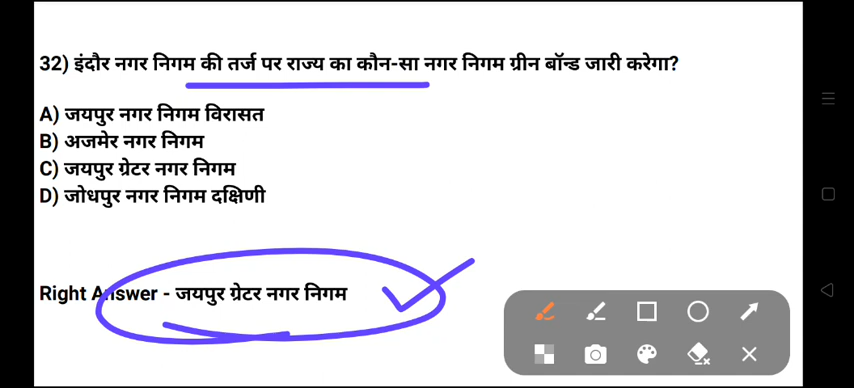 32) इंदौर नगर निगम की तर्ज पर राज्य का कौन-सा नगर निगम ग्रीन बॉन्ड जारी करेगा?
A) जयपुर नगर निगम विरासत
B) अजमेर नगर निगम
C) जयपुर ग्रेटर नगर निगम
D) जोधपुर नगर निगम दक्षिणी
Right Answer - जयपुर ग्रेटर नगर निगम